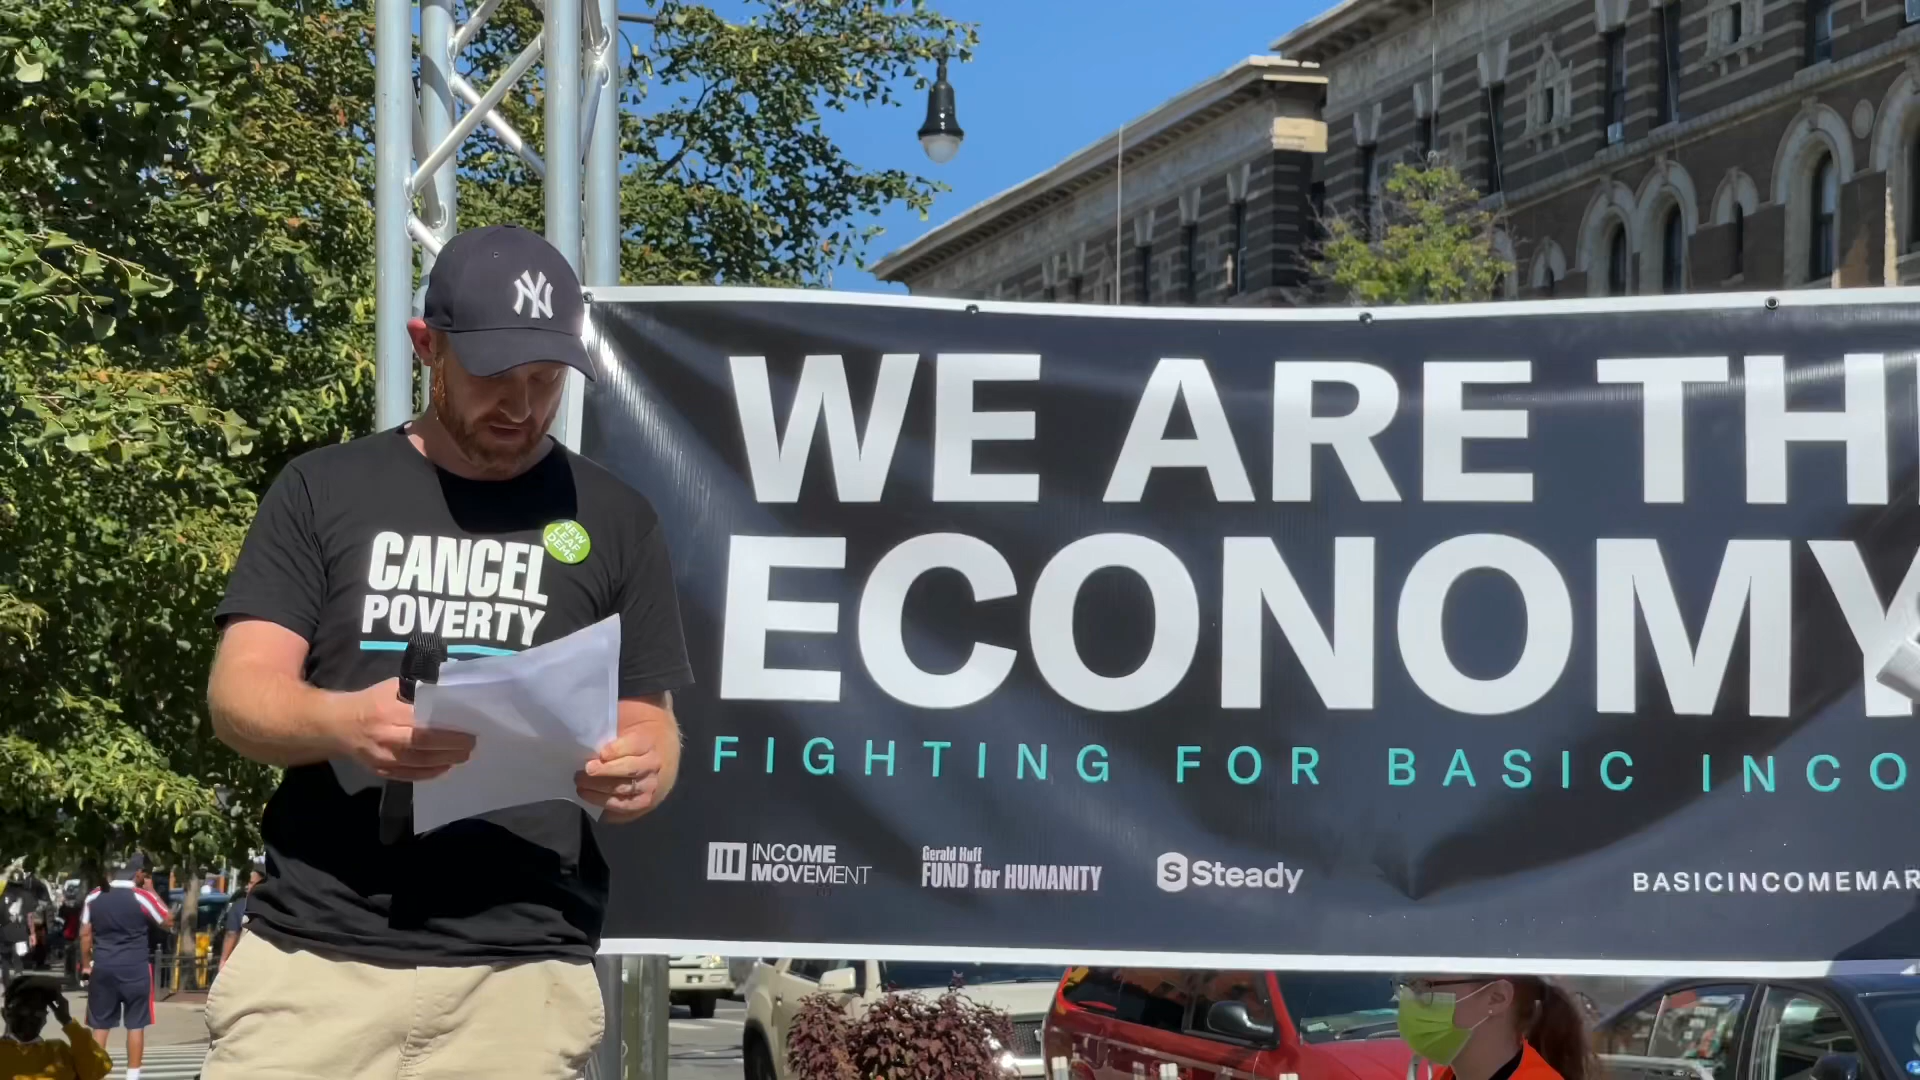 NY
NEW
LEAF
DEMS
CANCEL
POVERTY
WE ARE TH
ECONOMY
FIGHTING FOR BASIC INCO
INCOME
MOVEMENT
Gerald Huff
FUND for HUMANITY
S Steady
BASICINCOMEMAR